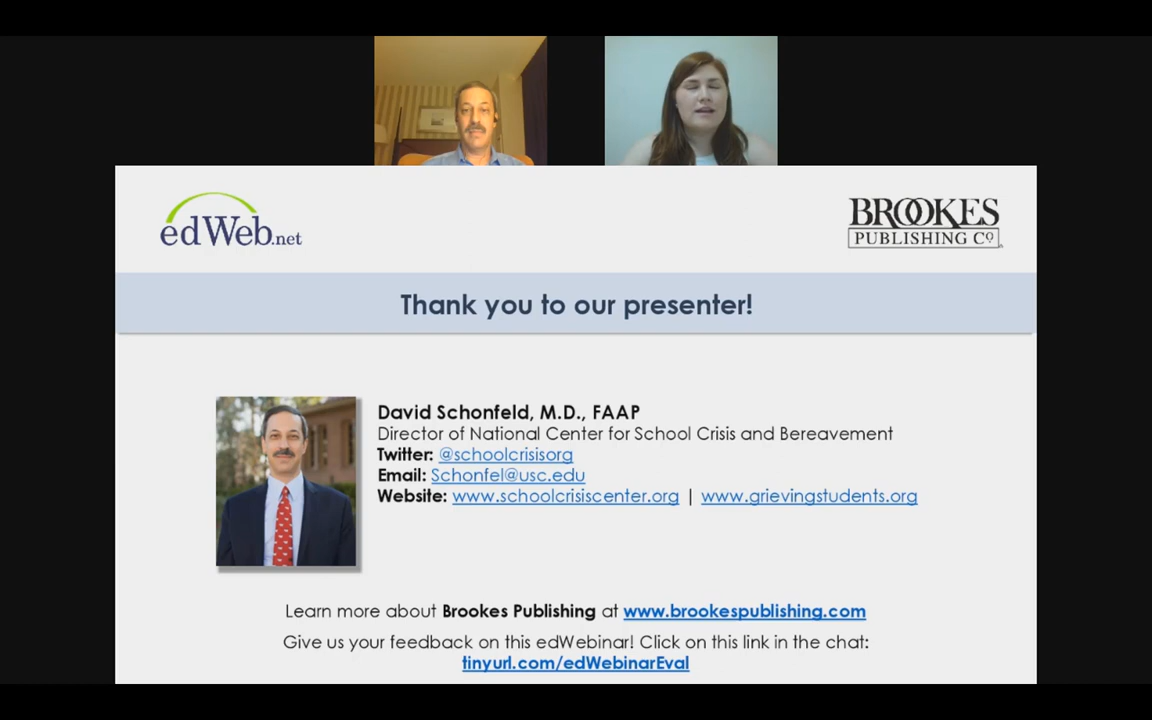 edWeb.net
BROOKES
PUBLISHING CO
Thank you to our presenter!
David Schonfeld, M.D., FAAP
Director of National Center for School Crisis and Bereavement
Twitter: @schoolcrisisorg
Email: Schonfel@usc.edu
Website: www.schoolcrisiscenter.org | www.grievingstudents.org
Learn more about Brookes Publishing at www.brookespublishing.com
Give us your feedback on this edWebinar! Click on this link in the chat:
tinyurl.com/edWebinarEval